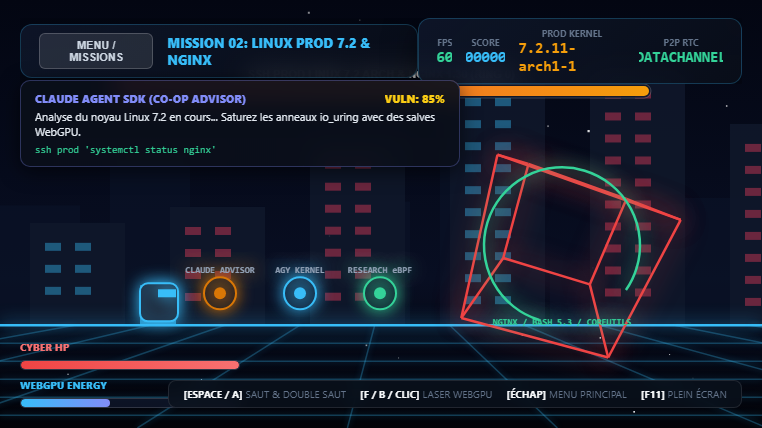 MENU /
MISSIONS
MISSION 02: LINUX PROD 7.2 &
NGINX
FPS
60
SCORE
00000
PROD KERNEL
7.2.11-
arch1-1
P2P RTC
DATACHANNEL
CLAUDE AGENT SDK (CO-OP ADVISOR)
VULN: 85%
Analyse du noyau Linux 7.2 en cours... Saturez les anneaux io_uring avec des salves
WebGPU.
ssh prod 'systemctl status nginx'
CLAUDE ADVISOR
AGY KERNEL
RESEARCH eBPF
NGINX / BASH 5.3 / COREUTILS
CYBER HP
WEBGPU ENERGY
[ESPACE / A] SAUT & DOUBLE SAUT
[F / B / CLIC] LASER WEBGPU
[ÉCHAP] MENU PRINCIPAL
[F11] PLEIN ÉCRAN